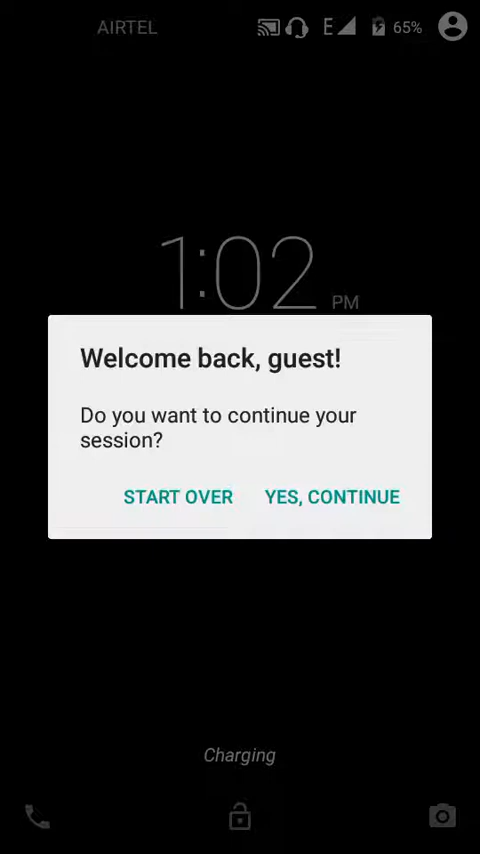 AIRTEL E 65%
1:02 PM
Welcome back, guest!
Do you want to continue your
session?
START OVER YES, CONTINUE
Charging